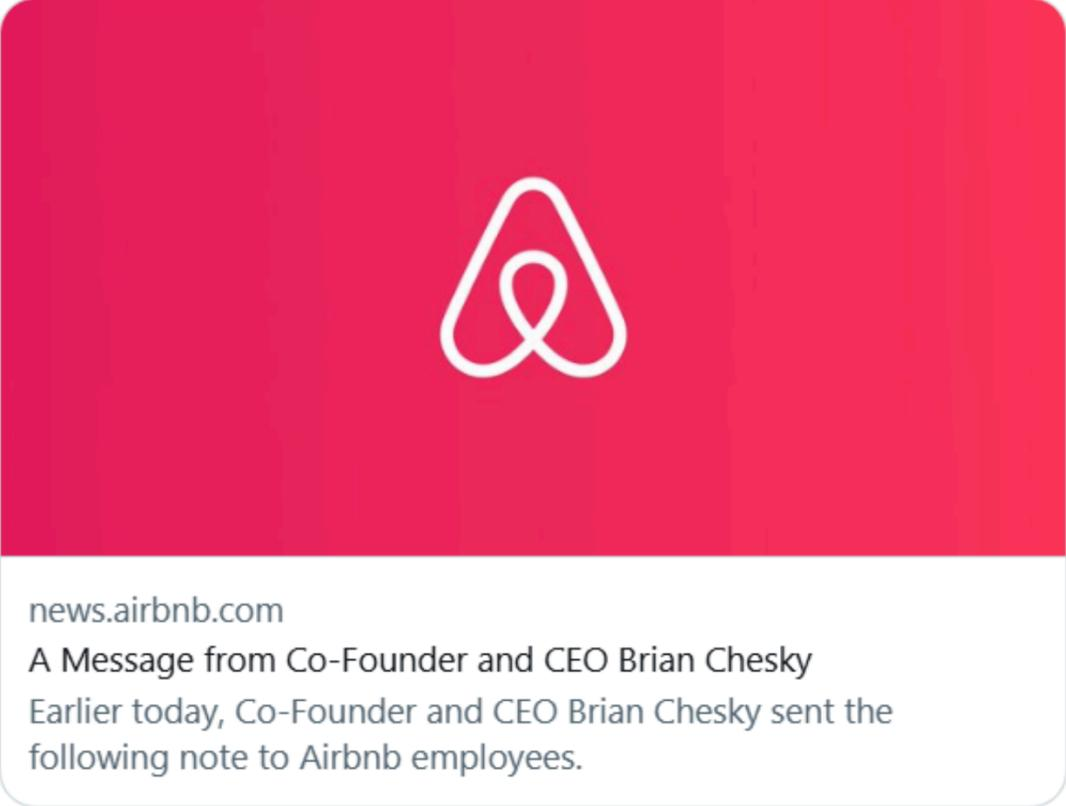 news.airbnb.com
A Message from Co-Founder and CEO Brian Chesky
Earlier today, Co-Founder and CEO Brian Chesky sent the
following note to Airbnb employees.